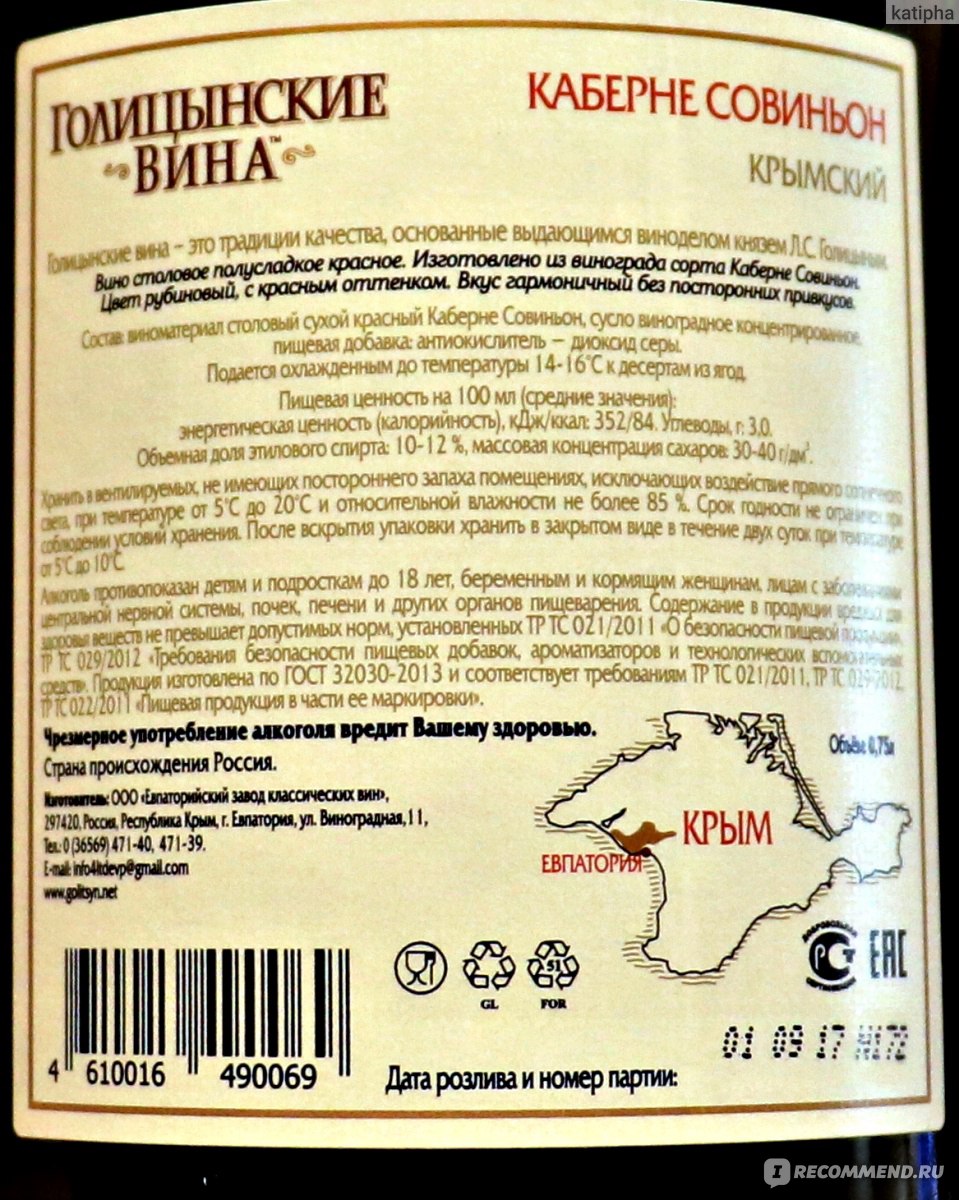 katipha
ГОЛИЦЫНСКИЕ
ВИНА™
КАБЕРНЕ СОВИНЬОН
КРЫМСКИЙ
Голицынские вина – это традиции качества, основанные выдающимся виноделом князем Л.С. Голицыным.
Вино столовое полусладкое красное. Изготовлено из винограда сорта Каберне Совиньон.
Цвет рубиновый, с красным оттенком. Вкус гармоничный без посторонних привкусов.
Состав: виноматериал столовый сухой красный Каберне Совиньон, сусло виноградное концентрированное,
пищевая добавка: антиокислитель – диоксид серы.
Подается охлажденным до температуры 14-16°С к десертам из ягод.
Пищевая ценность на 100 мл (средние значения):
энергетическая ценность (калорийность), кДж/ккал: 352/84. Углеводы, г: 3,0.
Объемная доля этилового спирта: 10-12 %, массовая концентрация сахаров: 30-40 г/дм³.
Хранить в вентилируемых, не имеющих постороннего запаха помещениях, исключающих воздействие прямого солнечного
света, при температуре от 5°С до 20°С и относительной влажности не более 85 %. Срок годности не ограничен при
соблюдении условий хранения. После вскрытия упаковки хранить в закрытом виде в течение двух суток при температуре
от 5°С до 10°С.
Алкоголь противопоказан детям и подросткам до 18 лет, беременным и кормящим женщинам, лицам с заболеваниями
центральной нервной системы, почек, печени и других органов пищеварения. Содержание в продукции вредных для
здоровья веществ не превышает допустимых норм, установленных ТР ТС 021/2011 «О безопасности пищевой продукции»,
ТР ТС 029/2012 «Требования безопасности пищевых добавок, ароматизаторов и технологических вспомогательных
средств». Продукция изготовлена по ГОСТ 32030-2013 и соответствует требованиям ТР ТС 021/2011, ТР ТС 029/2012,
ТР ТС 022/2011 «Пищевая продукция в части ее маркировки».
Чрезмерное употребление алкоголя вредит Вашему здоровью.
Страна происхождения Россия.
Объём: 0,75л
Изготовитель: ООО «Евпаторийский завод классических вин»,
297420, Россия, Республика Крым, г. Евпатория, ул. Виноградная,11,
Тел.: 0 (36569) 471-40, 471-39.
E-mail: info4ltdevp@gmail.com
www.golitsyn.net
КРЫМ
ЕВПАТОРИЯ
ДОБРОВОЛЬНАЯ
СЕРТИФИКАЦИЯ
ЕАС
GL
51
FOR
4 610016 490069
01 09 17 N172
Дата розлива и номер партии:
IRECOMMEND.RU